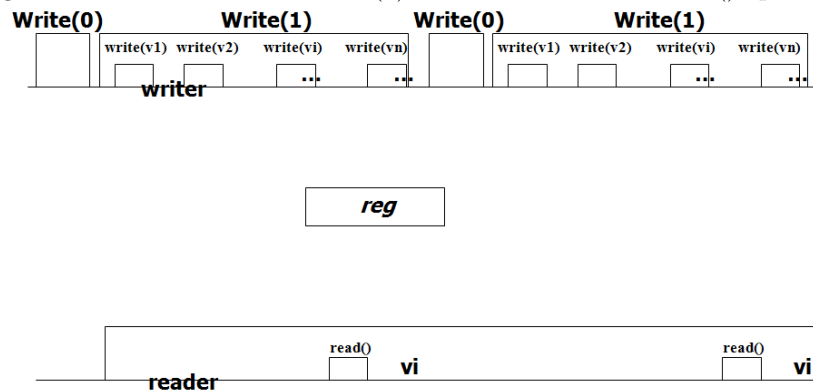 Write(0) Write(1) Write(0) Write(1)
write(v1) write(v2) write(vi) write(vn) write(v1) write(v2) write(vi) write(vn)
... ... ... ...
writer
reg
read() read()
vi vi
reader